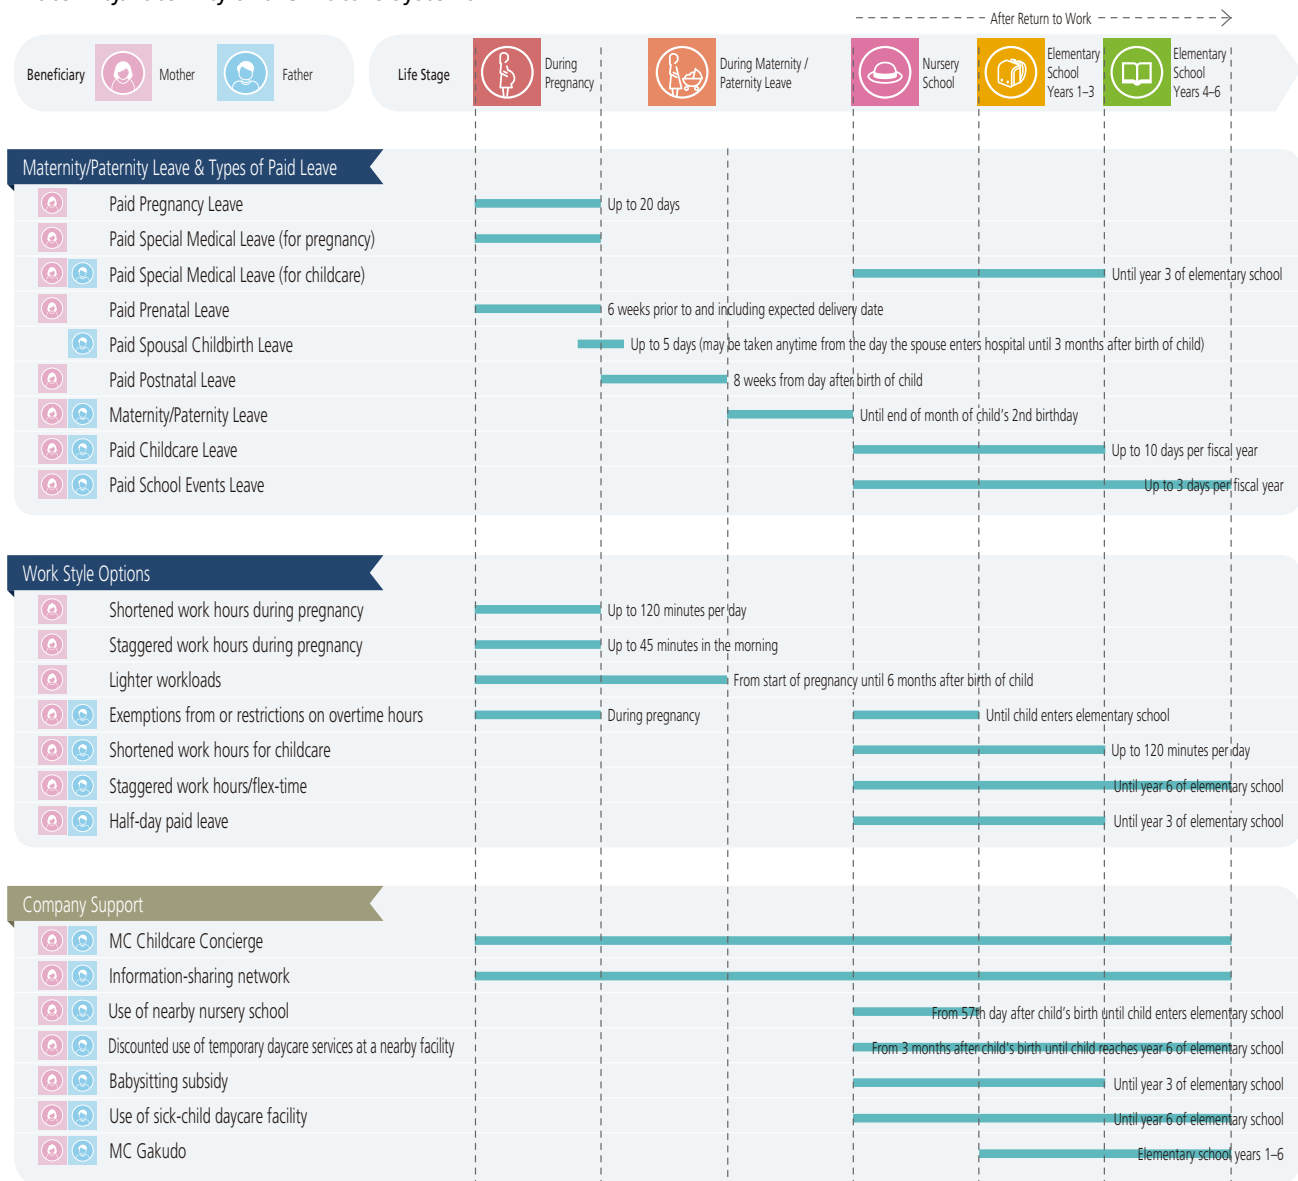 After Return to Work
Beneficiary
Mother
Father
Life Stage
During
Pregnancy
During Maternity /
Paternity Leave
Nursery
School
Elementary
School
Years 1–3
Elementary
School
Years 4–6
Maternity/Paternity Leave & Types of Paid Leave
Paid Pregnancy Leave
Up to 20 days
Paid Special Medical Leave (for pregnancy)
Paid Special Medical Leave (for childcare)
Until year 3 of elementary school
Paid Prenatal Leave
6 weeks prior to and including expected delivery date
Paid Spousal Childbirth Leave
Up to 5 days (may be taken anytime from the day the spouse enters hospital until 3 months after birth of child)
Paid Postnatal Leave
8 weeks from day after birth of child
Maternity/Paternity Leave
Until end of month of child’s 2nd birthday
Paid Childcare Leave
Up to 10 days per fiscal year
Paid School Events Leave
Up to 3 days per fiscal year
Work Style Options
Shortened work hours during pregnancy
Up to 120 minutes per day
Staggered work hours during pregnancy
Up to 45 minutes in the morning
Lighter workloads
From start of pregnancy until 6 months after birth of child
Exemptions from or restrictions on overtime hours
During pregnancy
Until child enters elementary school
Shortened work hours for childcare
Up to 120 minutes per day
Staggered work hours/flex-time
Until year 6 of elementary school
Half-day paid leave
Until year 3 of elementary school
Company Support
MC Childcare Concierge
Information-sharing network
Use of nearby nursery school
From 57th day after child’s birth until child enters elementary school
Discounted use of temporary daycare services at a nearby facility
From 3 months after child’s birth until child reaches year 6 of elementary school
Babysitting subsidy
Until year 3 of elementary school
Use of sick-child daycare facility
Until year 6 of elementary school
MC Gakudo
Elementary school years 1–6